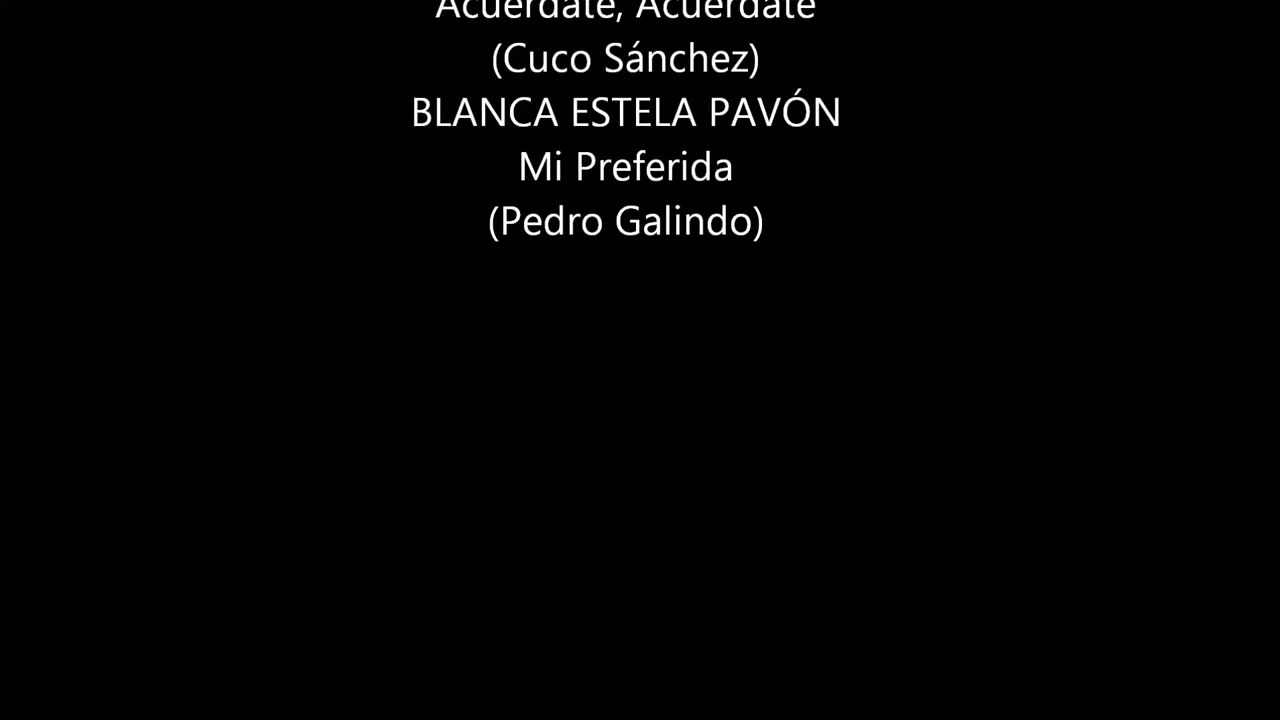 Acuérdate, Acuérdate
(Cuco Sánchez)
BLANCA ESTELA PAVÓN
Mi Preferida
(Pedro Galindo)